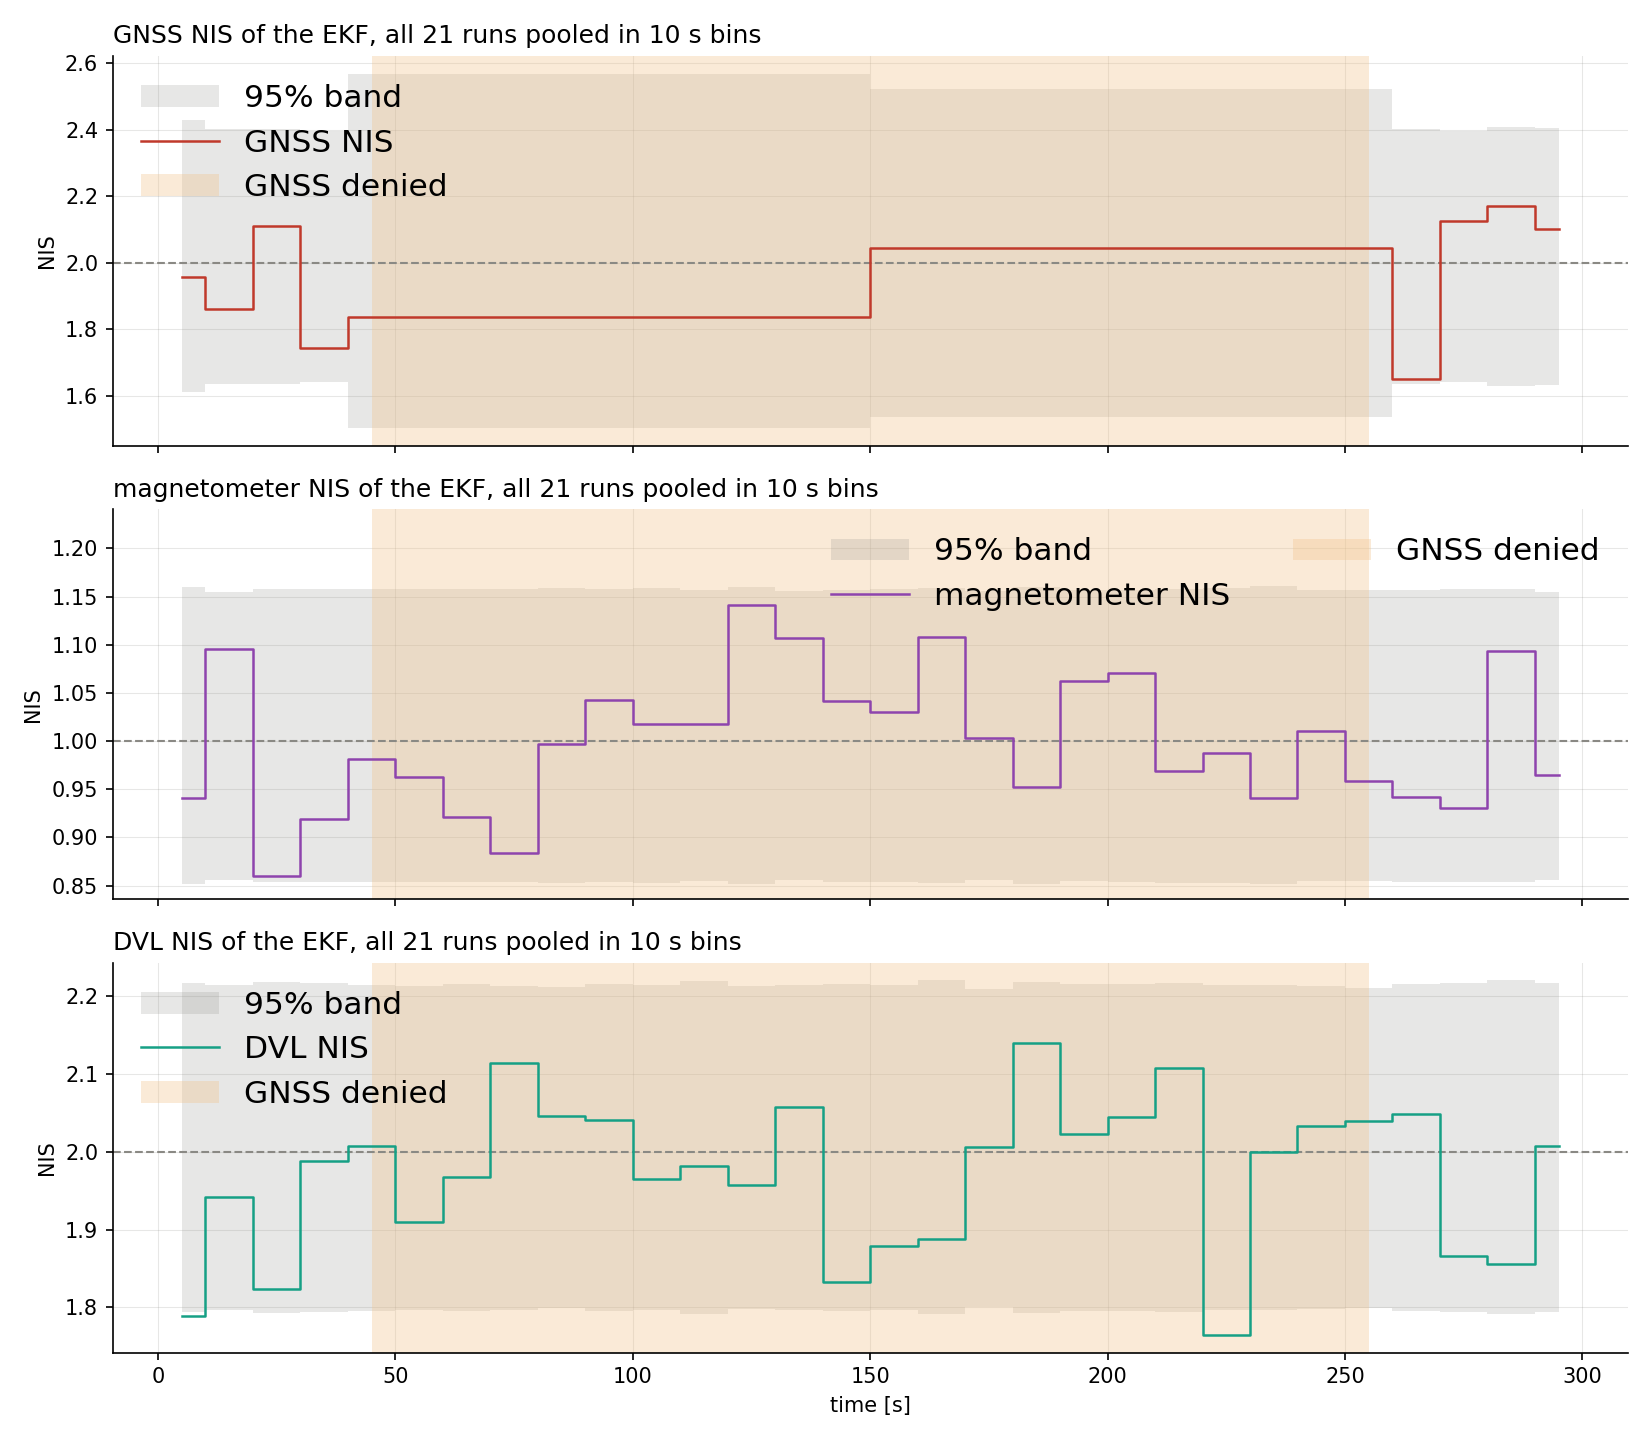 GNSS NIS of the EKF, all 21 runs pooled in 10 s bins
2.6
2.4
2.2
2.0
1.8
1.6
NIS
95% band
GNSS NIS
GNSS denied
magnetometer NIS of the EKF, all 21 runs pooled in 10 s bins
1.20
1.15
1.10
1.05
1.00
0.95
0.90
0.85
NIS
95% band
magnetometer NIS
GNSS denied
DVL NIS of the EKF, all 21 runs pooled in 10 s bins
2.2
2.1
2.0
1.9
1.8
NIS
95% band
DVL NIS
GNSS denied
0 50 100 150 200 250 300
time [s]